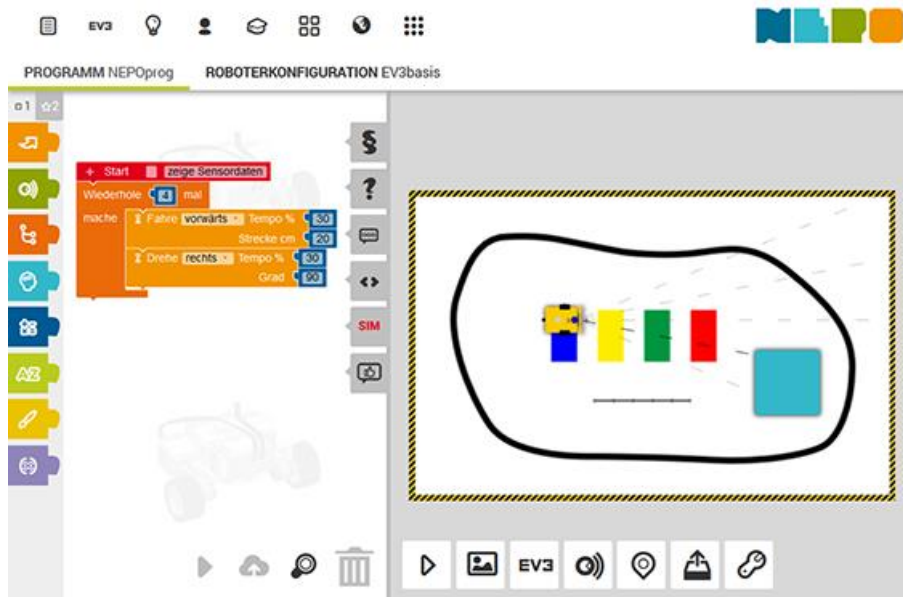 EV3
NEPO
PROGRAMM NEPOprog
ROBOTERKONFIGURATION EV3basis
1
2
+ Start zeige Sensordaten
Wiederhole 4 mal
mache
Fahre vorwärts Tempo % 30
Strecke cm 20
Drehe rechts Tempo % 30
Grad 90
?
SIM
AZ
EV3